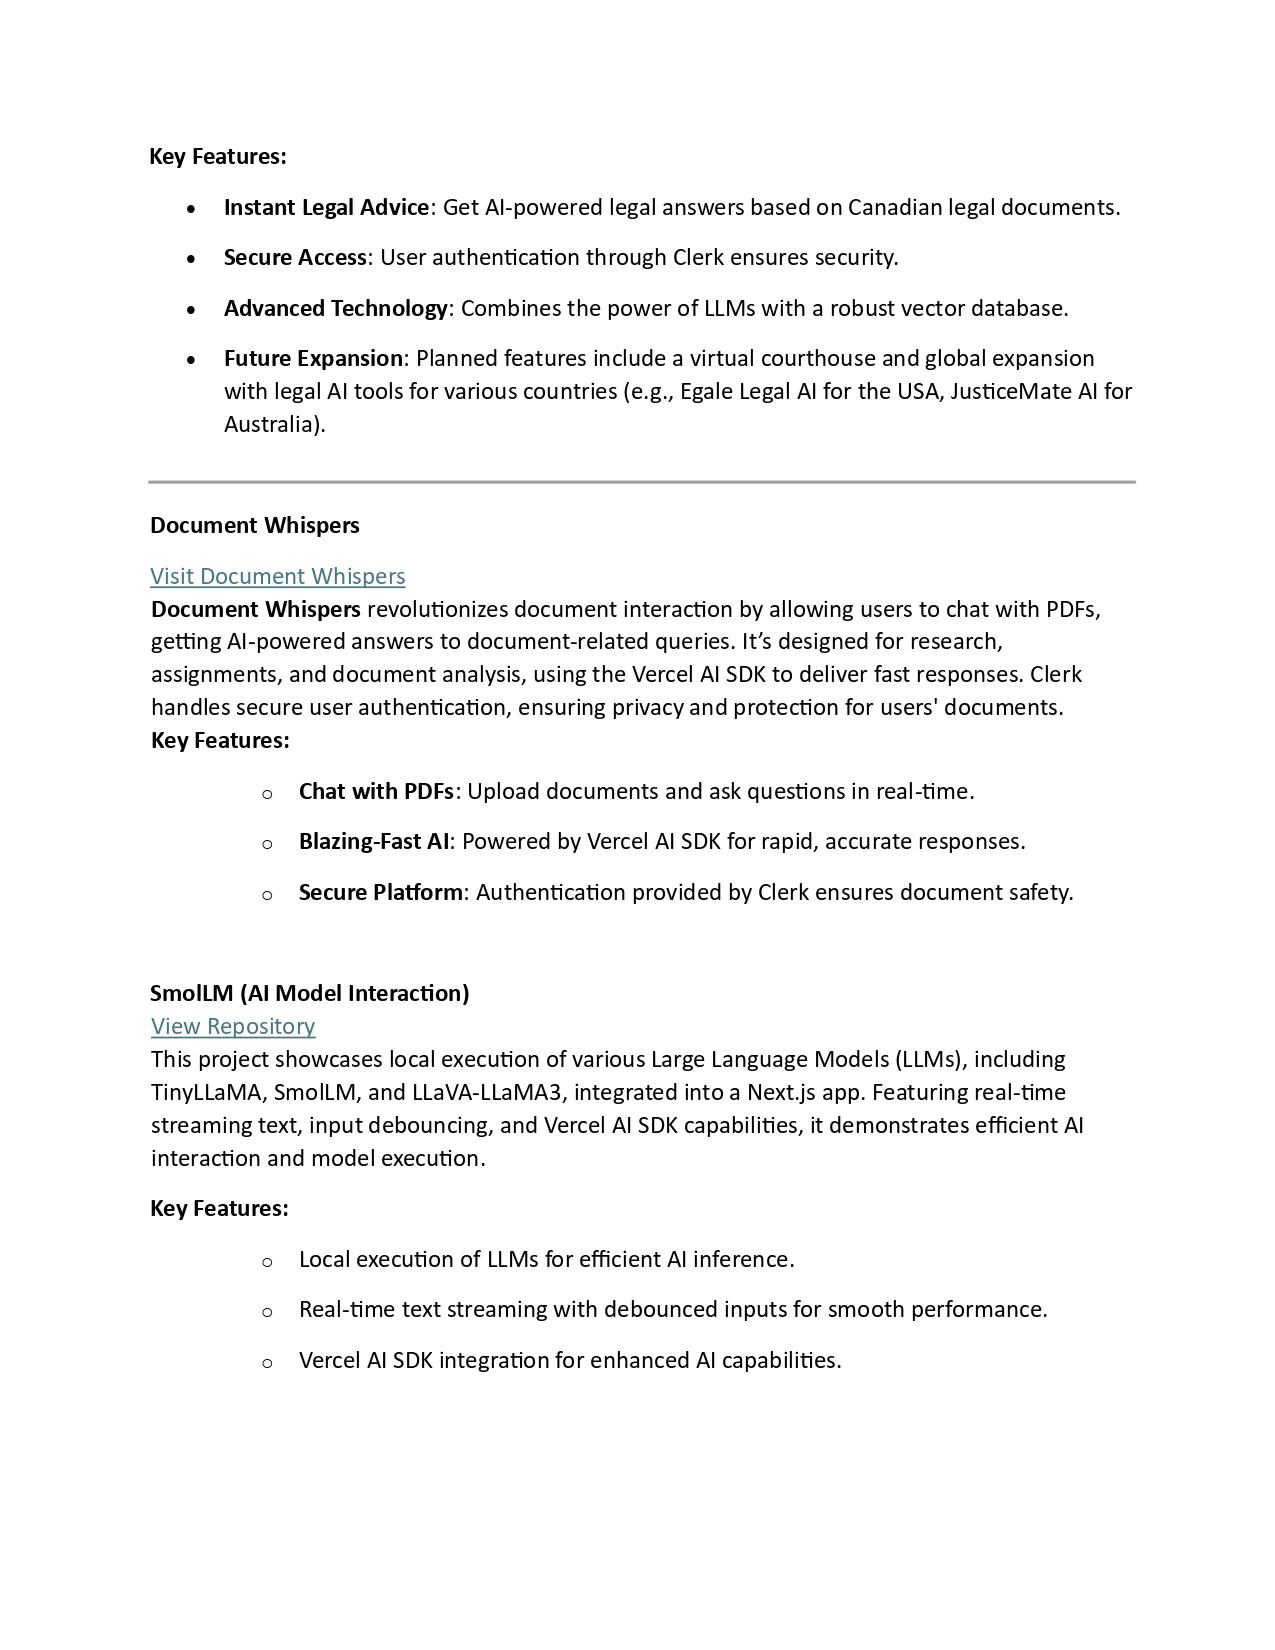 Key Features:
• Instant Legal Advice: Get AI-powered legal answers based on Canadian legal documents.
• Secure Access: User authentication through Clerk ensures security.
• Advanced Technology: Combines the power of LLMs with a robust vector database.
• Future Expansion: Planned features include a virtual courthouse and global expansion
with legal AI tools for various countries (e.g., Egale Legal AI for the USA, JusticeMate AI for
Australia).
Document Whispers
Visit Document Whispers
Document Whispers revolutionizes document interaction by allowing users to chat with PDFs,
getting AI-powered answers to document-related queries. It’s designed for research,
assignments, and document analysis, using the Vercel AI SDK to deliver fast responses. Clerk
handles secure user authentication, ensuring privacy and protection for users' documents.
Key Features:
o Chat with PDFs: Upload documents and ask questions in real-time.
o Blazing-Fast AI: Powered by Vercel AI SDK for rapid, accurate responses.
o Secure Platform: Authentication provided by Clerk ensures document safety.
SmolLM (AI Model Interaction)
View Repository
This project showcases local execution of various Large Language Models (LLMs), including
TinyLLaMA, SmolLM, and LLaVA-LLaMA3, integrated into a Next.js app. Featuring real-time
streaming text, input debouncing, and Vercel AI SDK capabilities, it demonstrates efficient AI
interaction and model execution.
Key Features:
o Local execution of LLMs for efficient AI inference.
o Real-time text streaming with debounced inputs for smooth performance.
o Vercel AI SDK integration for enhanced AI capabilities.